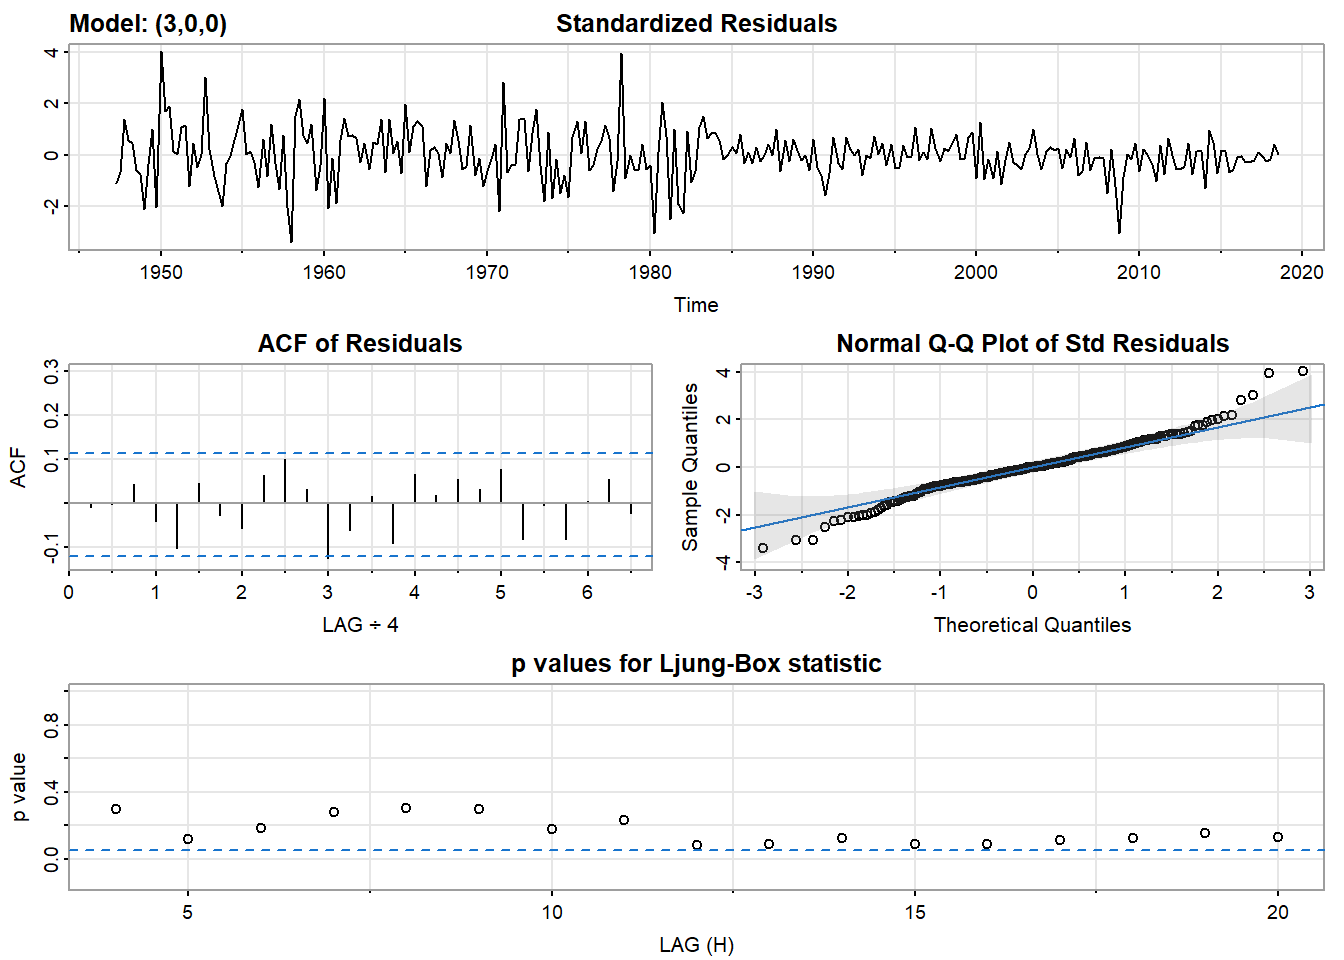 Model: (3,0,0) Standardized Residuals
4
2
0
-2
1950 1960 1970 1980 1990 2000 2010 2020
Time
ACF of Residuals
0.3
0.2
0.1
-0.1
ACF
0 1 2 3 4 5 6
LAG ÷ 4
Normal Q-Q Plot of Std Residuals
4
2
0
-2
-4
Sample Quantiles
-3 -2 -1 0 1 2 3
Theoretical Quantiles
p values for Ljung-Box statistic
0.8
0.4
0.0
p value
5 10 15 20
LAG (H)